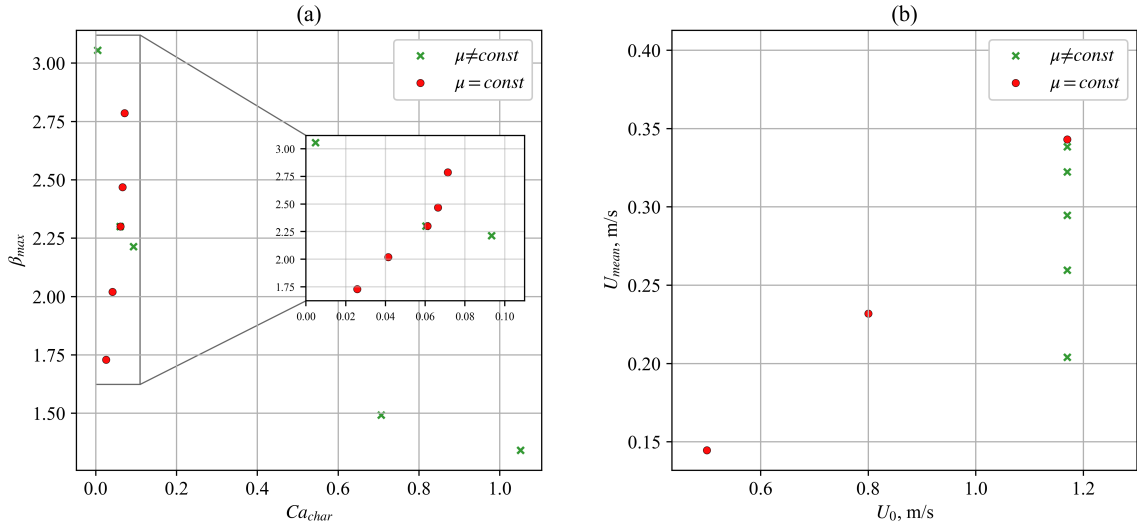 (a)
μ≠const
μ = const
3.00
2.75
2.50
2.25
2.00
1.75
1.50
β_max
0.0 0.2 0.4 0.6 0.8 1.0
Ca_char
3.00
2.75
2.50
2.25
2.00
1.75
0.00 0.02 0.04 0.06 0.08 0.10
(b)
μ≠const
μ = const
0.40
0.35
0.30
0.25
0.20
0.15
U_mean, m/s
0.6 0.8 1.0 1.2
U_0, m/s